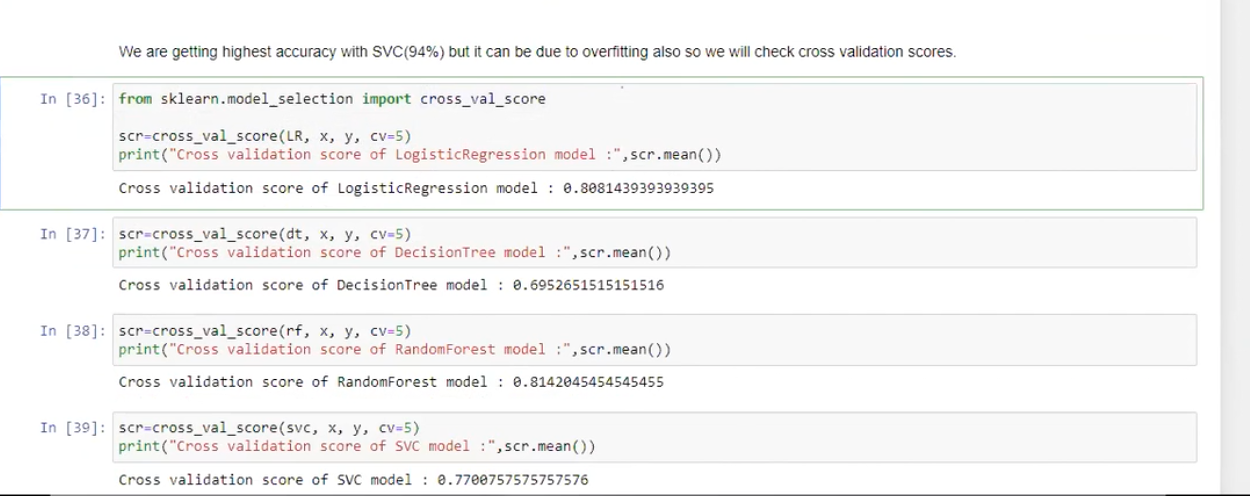 We are getting highest accuracy with SVC(94%) but it can be due to overfitting also so we will check cross validation scores.
In [36]: from sklearn.model_selection import cross_val_score
scr=cross_val_score(LR, x, y, cv=5)
print("Cross validation score of LogisticRegression model :",scr.mean())
Cross validation score of LogisticRegression model : 0.8081439393939395
In [37]: scr=cross_val_score(dt, x, y, cv=5)
print("Cross validation score of DecisionTree model :",scr.mean())
Cross validation score of DecisionTree model : 0.6952651515151516
In [38]: scr=cross_val_score(rf, x, y, cv=5)
print("Cross validation score of RandomForest model :",scr.mean())
Cross validation score of RandomForest model : 0.8142045454545455
In [39]: scr=cross_val_score(svc, x, y, cv=5)
print("Cross validation score of SVC model :",scr.mean())
Cross validation score of SVC model : 0.7700757575757576